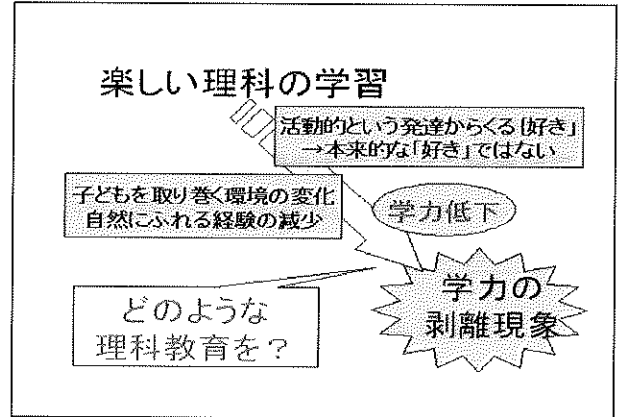 楽しい理科の学習
活動的という発達からくる「好き」
→本来的な「好き」ではない
子どもを取り巻く環境の変化
自然にふれる経験の減少
学力低下
学力の
剥離現象
どのような
理科教育を?